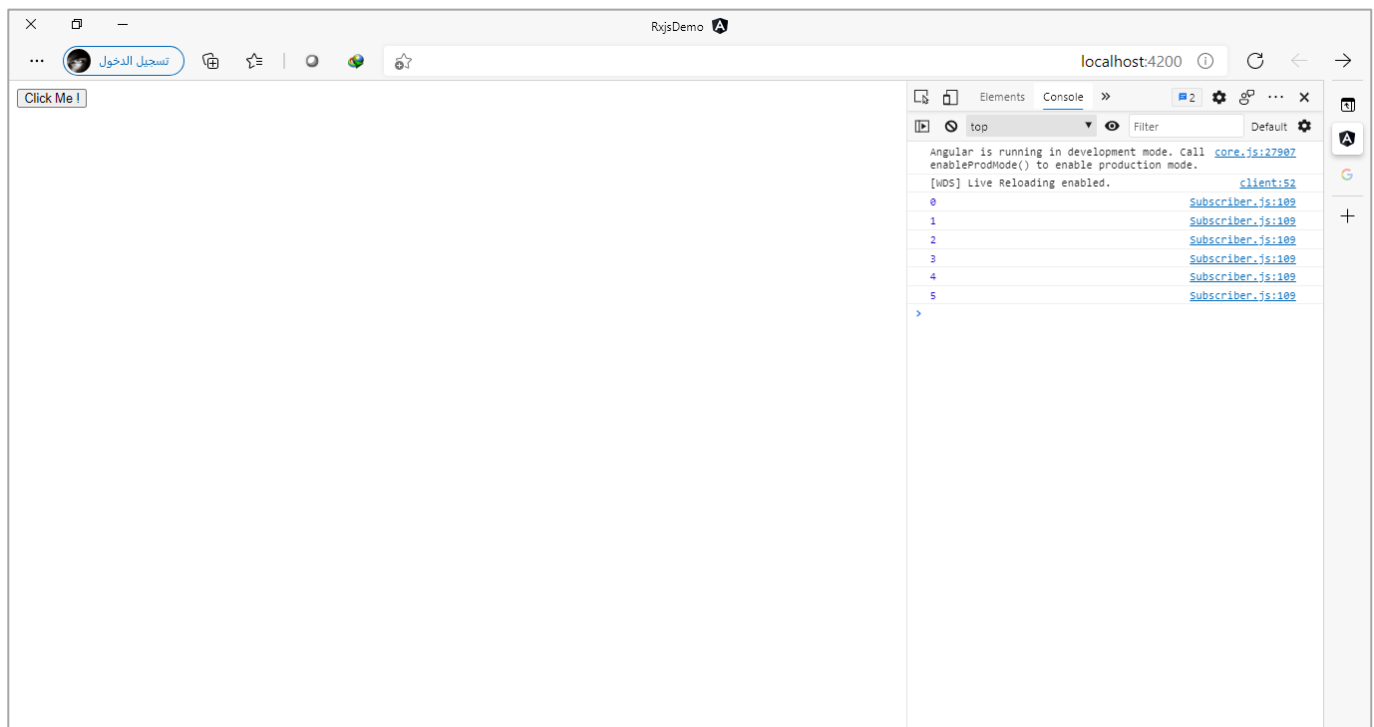 RxjsDemo
تسجيل الدخول
localhost:4200
Click Me !
Elements Console » 2
top Filter Default
Angular is running in development mode. Call core.js:27907
enableProdMode() to enable production mode.
[WDS] Live Reloading enabled. client:52
0 Subscriber.js:109
1 Subscriber.js:109
2 Subscriber.js:109
3 Subscriber.js:109
4 Subscriber.js:109
5 Subscriber.js:109
>